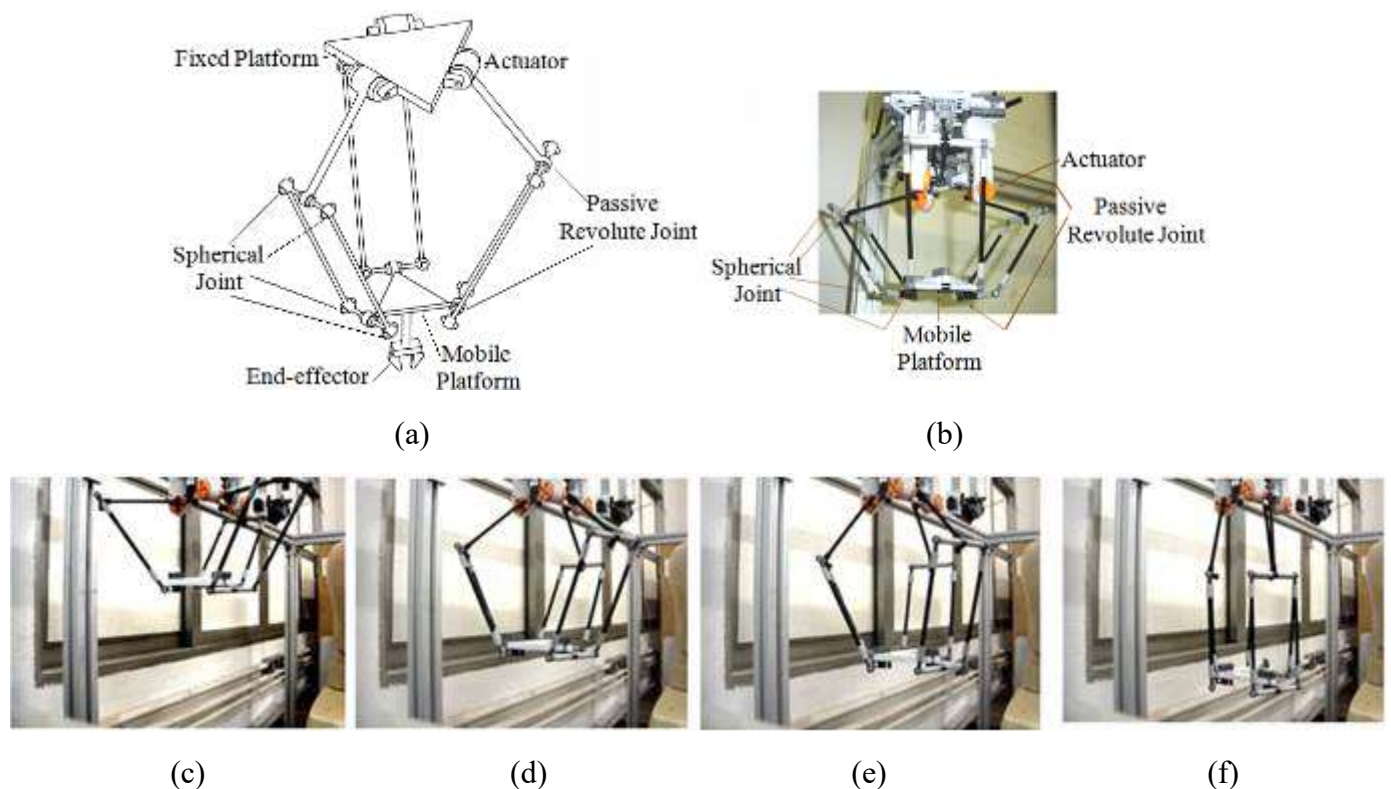 Fixed Platform
Actuator
Passive
Revolute Joint
Spherical
Joint
Mobile
Platform
End-effector
(a)
Actuator
Passive
Revolute Joint
Spherical
Joint
Mobile
Platform
(b)
(c)
(d)
(e)
(f)